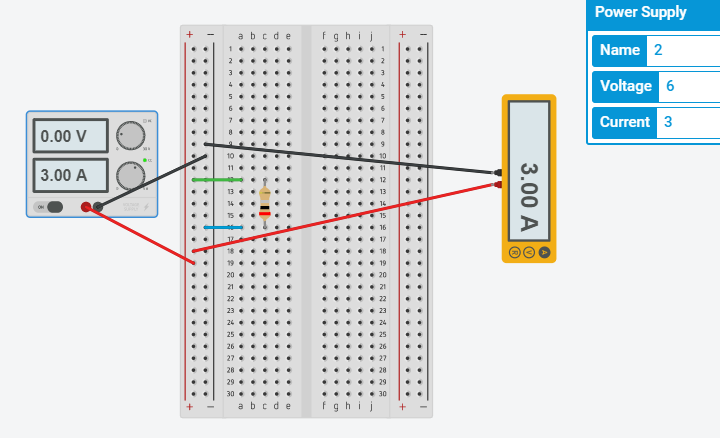 Power Supply
Name 2
Voltage 6
Current 3
0.00 V
3.00 A
ON
3.00 A
+ − a b c d e f g h i j + −
1 1
2 2
3 3
4 4
5 5
6 6
7 7
8 8
9 9
10 10
11 11
12 12
13 13
14 14
15 15
16 16
17 17
18 18
19 19
20 20
21 21
22 22
23 23
24 24
25 25
26 26
27 27
28 28
29 29
30 30
+ − a b c d e f g h i j + −
R V A